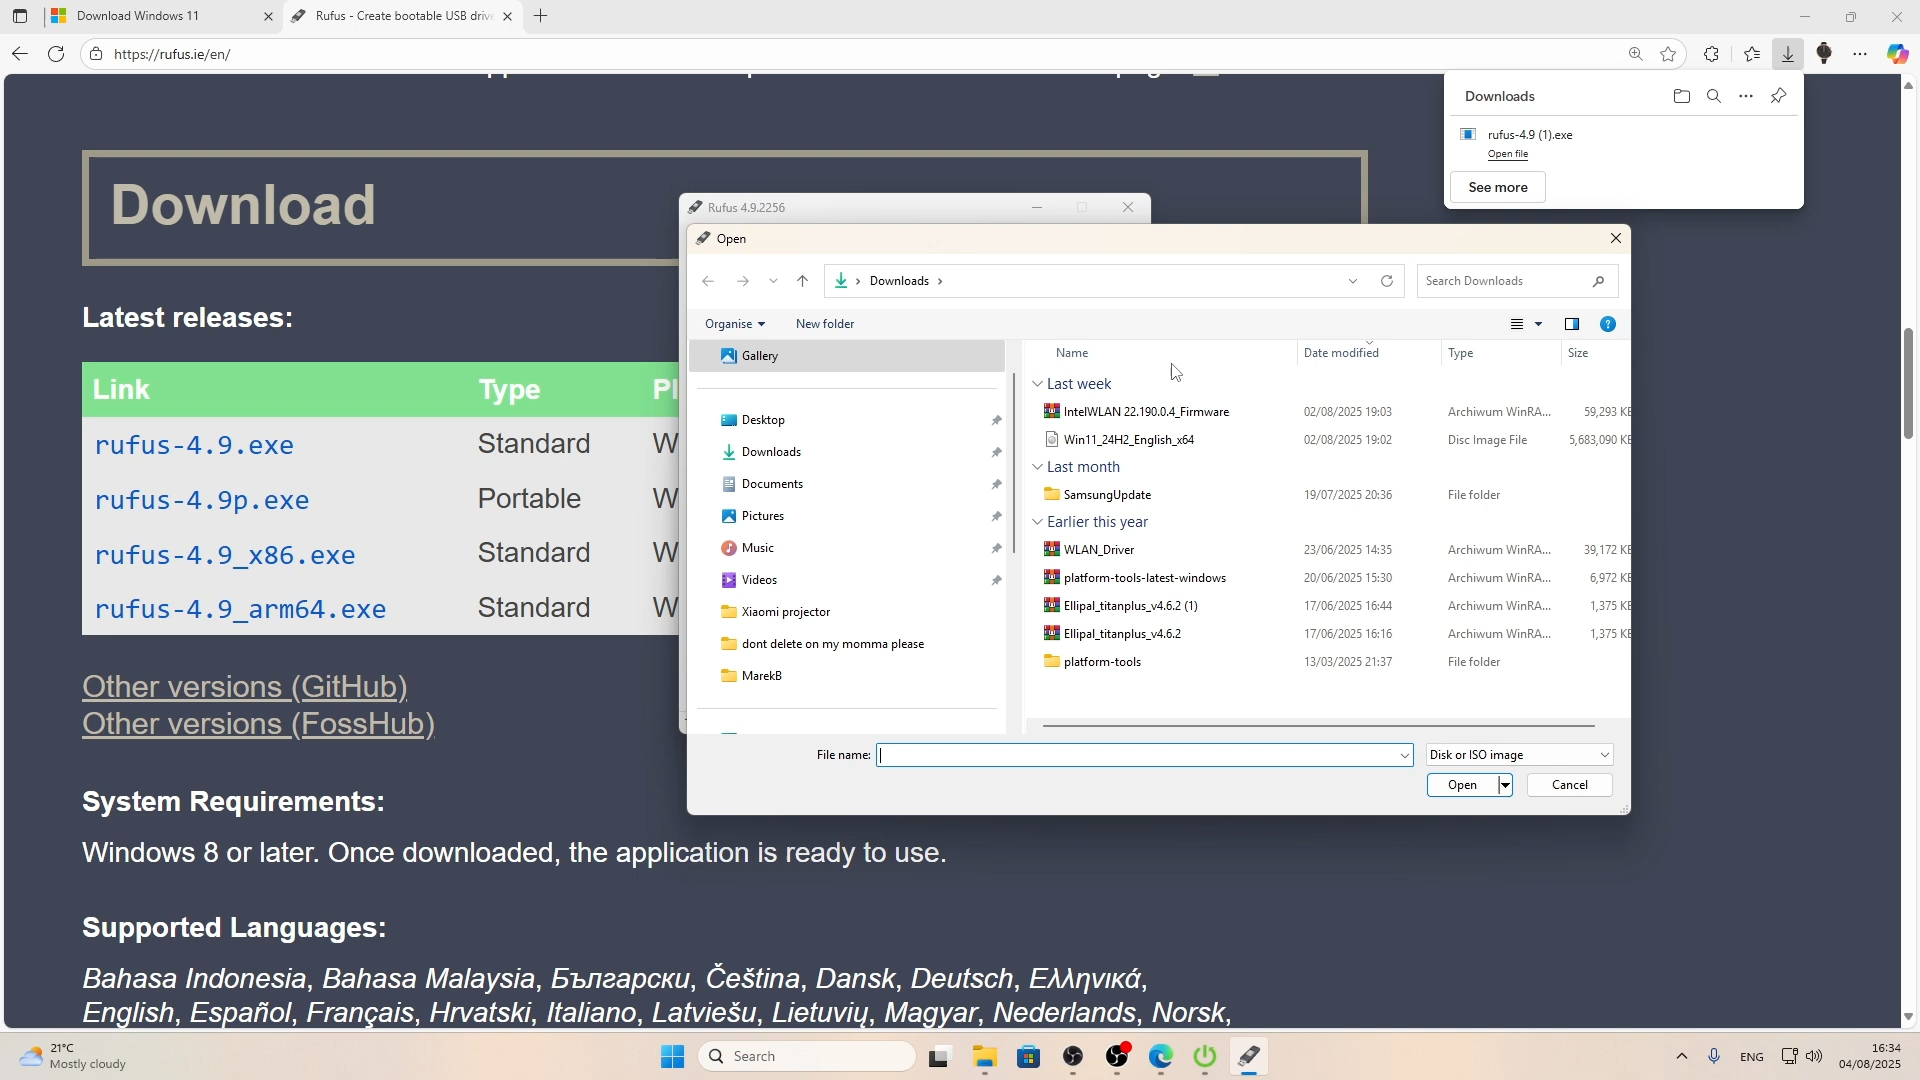 Download Windows 11
Rufus - Create bootable USB drive
https://rufus.ie/en/
Downloads
rufus-4.9 (1).exe
Open file
See more
Download
Latest releases:
Link Type Pl
rufus-4.9.exe Standard W
rufus-4.9p.exe Portable W
rufus-4.9_x86.exe Standard W
rufus-4.9_arm64.exe Standard W
Other versions (GitHub)
Other versions (FossHub)
System Requirements:
Windows 8 or later. Once downloaded, the application is ready to use.
Supported Languages:
Bahasa Indonesia, Bahasa Malaysia, Български, Čeština, Dansk, Deutsch, Ελληνικά,
English, Español, Français, Hrvatski, Italiano, Latviešu, Lietuvių, Magyar, Nederlands, Norsk,
Rufus 4.9.2256
Open
Downloads
Search Downloads
Organise New folder
Gallery
Desktop
Downloads
Documents
Pictures
Music
Videos
Xiaomi projector
dont delete on my momma please
MarekB
Name Date modified Type Size
Last week
IntelWLAN 22.190.0.4_Firmware 02/08/2025 19:03 Archiwum WinRA... 59,293 KB
Win11_24H2_English_x64 02/08/2025 19:02 Disc Image File 5,683,090 KB
Last month
SamsungUpdate 19/07/2025 20:36 File folder
Earlier this year
WLAN_Driver 23/06/2025 14:35 Archiwum WinRA... 39,172 KB
platform-tools-latest-windows 20/06/2025 15:30 Archiwum WinRA... 6,972 KB
Ellipal_titanplus_v4.6.2 (1) 17/06/2025 16:44 Archiwum WinRA... 1,375 KB
Ellipal_titanplus_v4.6.2 17/06/2025 16:16 Archiwum WinRA... 1,375 KB
platform-tools 13/03/2025 21:37 File folder
File name: Disk or ISO image
Open Cancel
21°C
Mostly cloudy
Search
ENG
16:34
04/08/2025